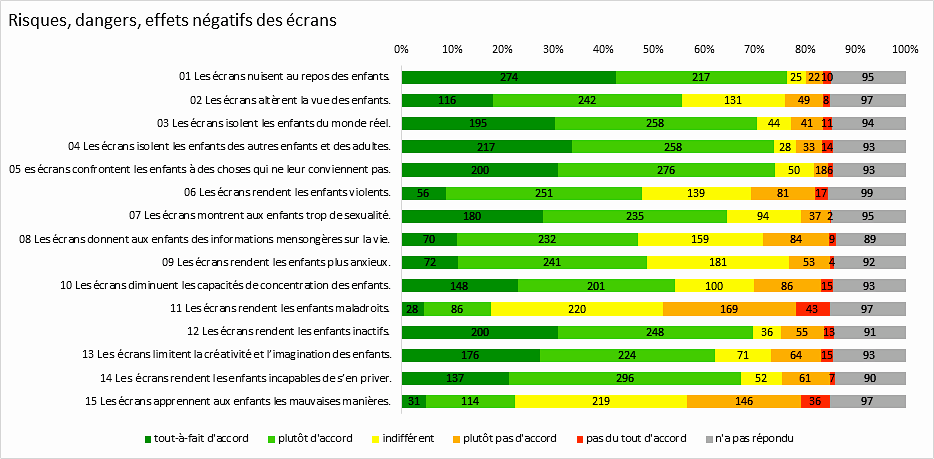 Risques, dangers, effets négatifs des écrans
0% 10% 20% 30% 40% 50% 60% 70% 80% 90% 100%
01 Les écrans nuisent au repos des enfants. 274 217 25 22 10 95
02 Les écrans altèrent la vue des enfants. 116 242 131 49 8 97
03 Les écrans isolent les enfants du monde réel. 195 258 44 41 11 94
04 Les écrans isolent les enfants des autres enfants et des adultes. 217 258 28 33 14 93
05 es écrans confrontent les enfants à des choses qui ne leur conviennent pas. 200 276 50 18 6 93
06 Les écrans rendent les enfants violents. 56 251 139 81 17 99
07 Les écrans montrent aux enfants trop de sexualité. 180 235 94 37 2 95
08 Les écrans donnent aux enfants des informations mensongères sur la vie. 70 232 159 84 9 89
09 Les écrans rendent les enfants plus anxieux. 72 241 181 53 4 92
10 Les écrans diminuent les capacités de concentration des enfants. 148 201 100 86 15 93
11 Les écrans rendent les enfants maladroits. 28 86 220 169 43 97
12 Les écrans rendent les enfants inactifs. 200 248 36 55 13 91
13 Les écrans limitent la créativité et l'imagination des enfants. 176 224 71 64 15 93
14 Les écrans rendent les enfants incapables de s'en priver. 137 296 52 61 7 90
15 Les écrans apprennent aux enfants les mauvaises manières. 31 114 219 146 36 97
tout-à-fait d'accord plutôt d'accord indifférent plutôt pas d'accord pas du tout d'accord n'a pas répondu